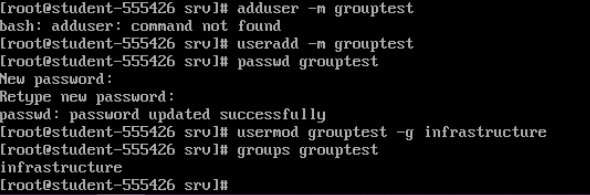 [root@student-555426 srv]# adduser -m grouptest
bash: adduser: command not found
[root@student-555426 srv]# useradd -m grouptest
[root@student-555426 srv]# passwd grouptest
New password:
Retype new password:
passwd: password updated successfully
[root@student-555426 srv]# usermod grouptest -g infrastructure
[root@student-555426 srv]# groups grouptest
infrastructure
[root@student-555426 srv]#